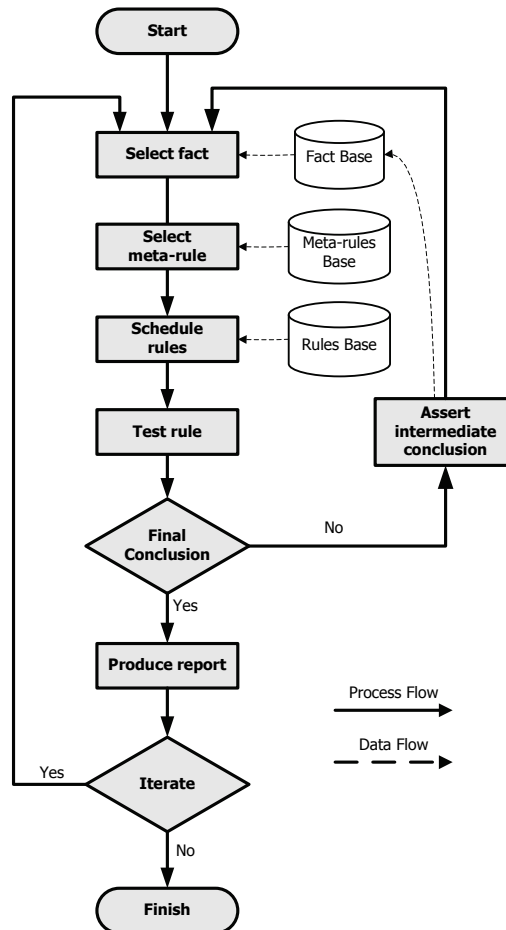 Start
Select fact
Fact Base
Select
meta-rule
Meta-rules
Base
Schedule
rules
Rules Base
Test rule
Assert
intermediate
conclusion
Final
Conclusion
No
Yes
Produce report
Process Flow
Data Flow
Yes
Iterate
No
Finish